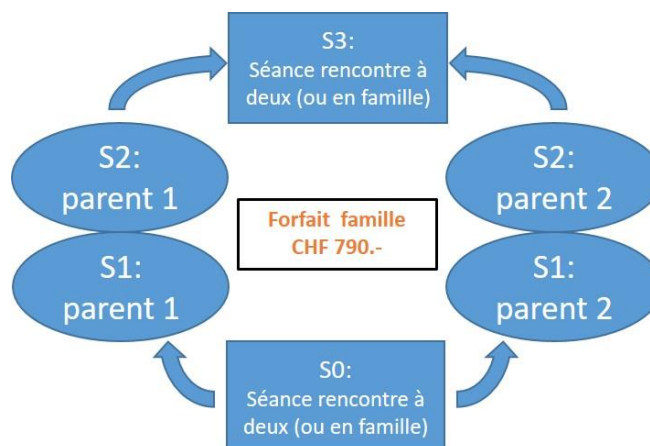 S3:
Séance rencontre à
deux (ou en famille)
S2:
parent 1
S2:
parent 2
Forfait famille
CHF 790.-
S1:
parent 1
S1:
parent 2
S0:
Séance rencontre à
deux (ou en famille)